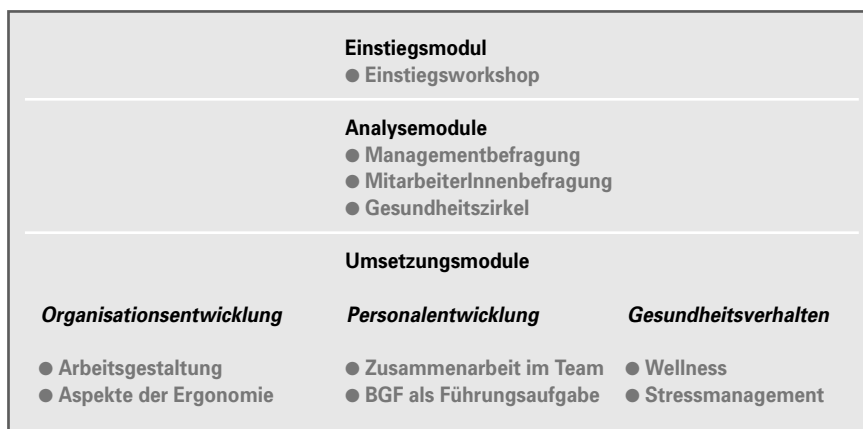 Einstiegsmodul
● Einstiegsworkshop
Analysemodule
● Managementbefragung
● MitarbeiterInnenbefragung
● Gesundheitszirkel
Umsetzungsmodule
Organisationsentwicklung Personalentwicklung Gesundheitsverhalten
● Arbeitsgestaltung ● Zusammenarbeit im Team ● Wellness
● Aspekte der Ergonomie ● BGF als Führungsaufgabe ● Stressmanagement